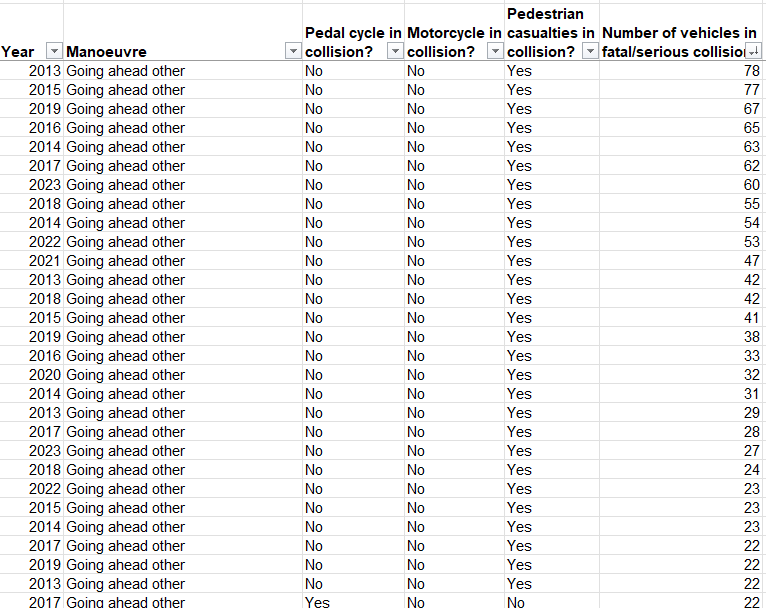 Pedestrian
Pedal cycle in Motorcycle in casualties in Number of vehicles in
Year Manoeuvre collision? collision? collision? fatal/serious collision
2013 Going ahead other No No Yes 78
2015 Going ahead other No No Yes 77
2019 Going ahead other No No Yes 67
2016 Going ahead other No No Yes 65
2014 Going ahead other No No Yes 63
2017 Going ahead other No No Yes 62
2023 Going ahead other No No Yes 60
2018 Going ahead other No No Yes 55
2014 Going ahead other No No Yes 54
2022 Going ahead other No No Yes 53
2021 Going ahead other No No Yes 47
2013 Going ahead other No No Yes 42
2018 Going ahead other No No Yes 42
2015 Going ahead other No No Yes 41
2019 Going ahead other No No Yes 38
2016 Going ahead other No No Yes 33
2020 Going ahead other No No Yes 32
2014 Going ahead other No No Yes 31
2013 Going ahead other No No Yes 29
2017 Going ahead other No No Yes 28
2023 Going ahead other No No Yes 27
2018 Going ahead other No No Yes 24
2022 Going ahead other No No Yes 23
2015 Going ahead other No No Yes 23
2014 Going ahead other No No Yes 23
2017 Going ahead other No No Yes 22
2019 Going ahead other No No Yes 22
2013 Going ahead other No No Yes 22
2017 Going ahead other Yes No No 22